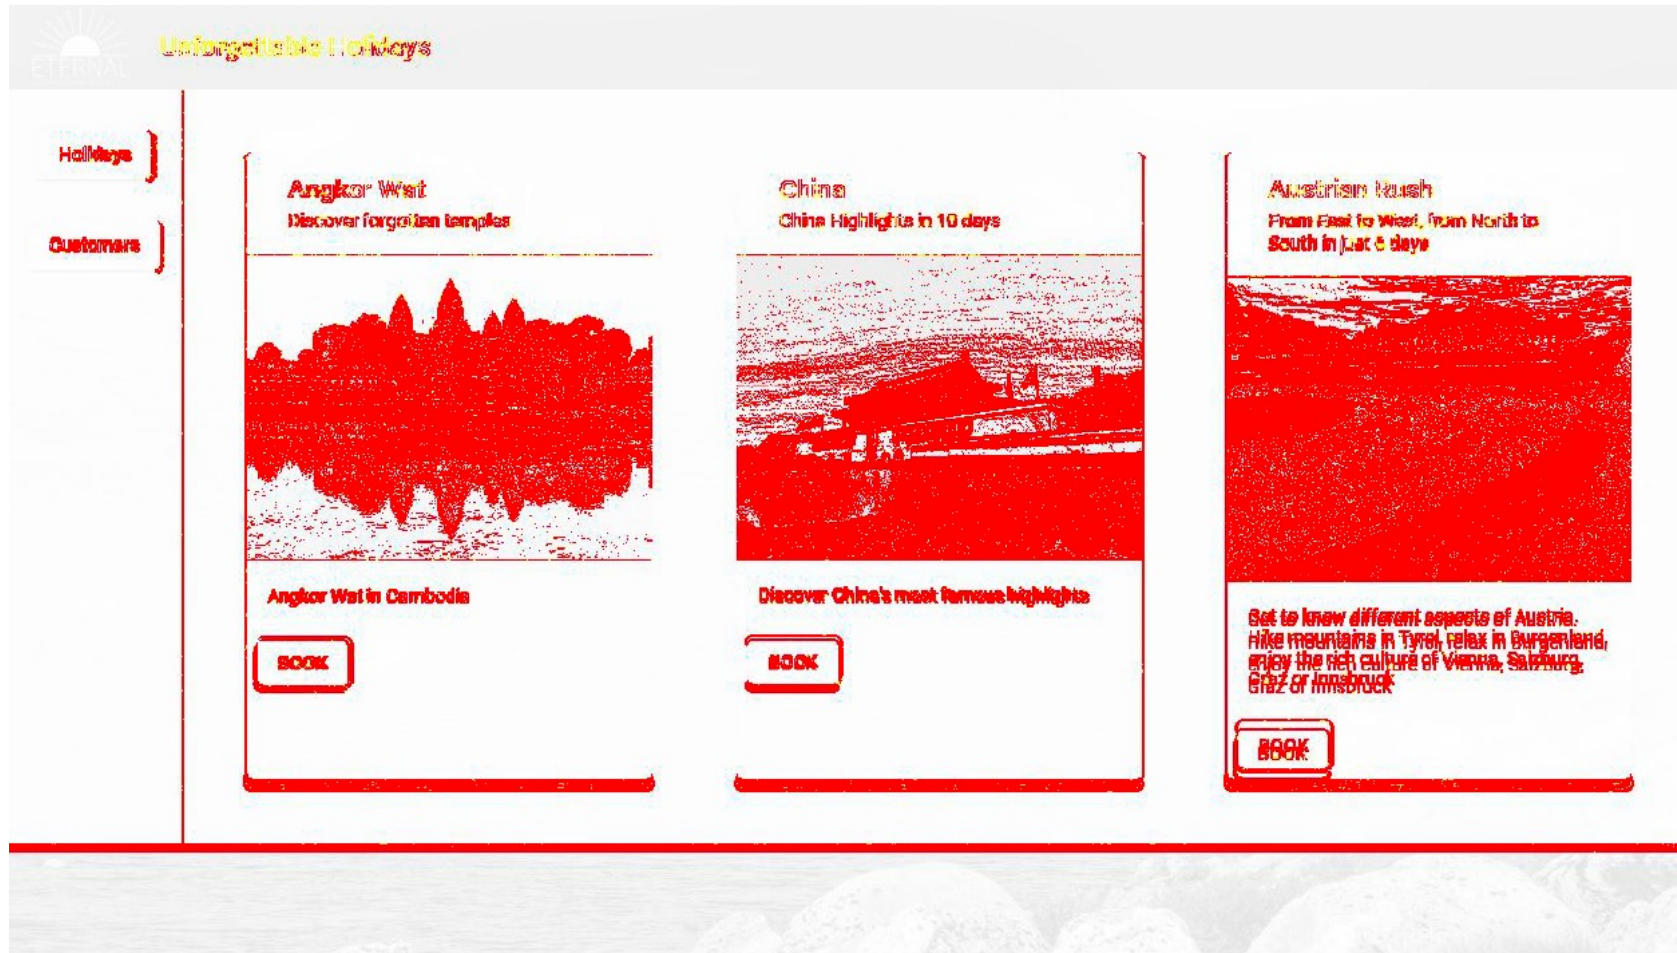 ETERNAL
Unforgettable Holidays
Holidays
Customers
Angkor Wat
Discover forgotten temples
China
China Highlights in 10 days
Austrian Rush
From East to West, from North to
South in just 6 days
Angkor Wat in Cambodia
BOOK
Discover China's most famous highlights
BOOK
Get to know different aspects of Austria.
Hike mountains in Tyrol, relax in Burgenland,
enjoy the rich culture of Vienna, Salzburg,
Graz or Innsbruck
BOOK